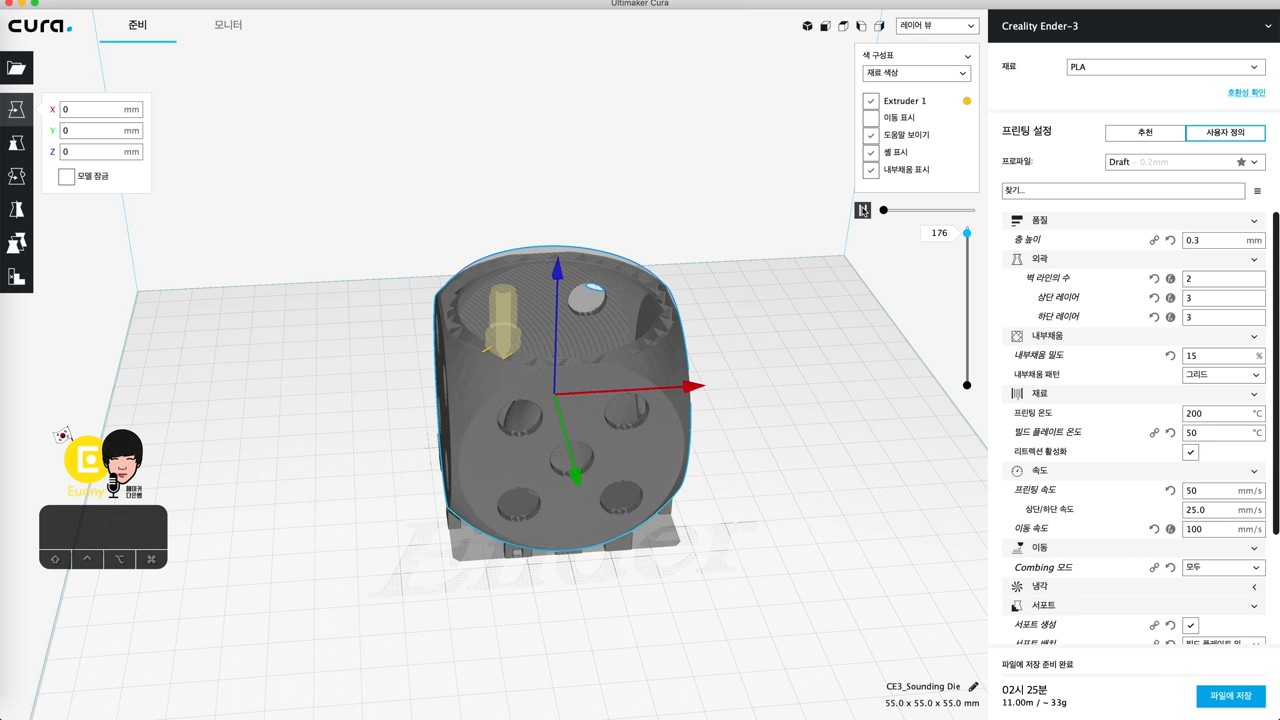 Ultimaker Cura
cura.
준비
모니터
레이어 뷰
X 0 mm
Y 0 mm
Z 0 mm
모델 잠금
색 구성표
재료 색상
Extruder 1
이동 표시
도움말 보이기
셸 표시
내부채움 표시
176
Creality Ender-3
재료 PLA
호환성 확인
프린팅 설정 추천 사용자 정의
프로파일: Draft - 0.2mm
찾기...
품질
층 높이 0.3 mm
외곽
벽 라인의 수 2
상단 레이어 3
하단 레이어 3
내부채움
내부채움 밀도 15 %
내부채움 패턴 그리드
재료
프린팅 온도 200 °C
빌드 플레이트 온도 50 °C
리트렉션 활성화
속도
프린팅 속도 50 mm/s
상단/하단 속도 25.0 mm/s
이동 속도 100 mm/s
이동
Combing 모드 모두
냉각
서포트
서포트 생성
파일에 저장 준비 완료
02시 25분
11.00m / ~ 33g
파일에 저장
CE3_Sounding Die
55.0 x 55.0 x 55.0 mm
Eunny
메이커
다은쌤